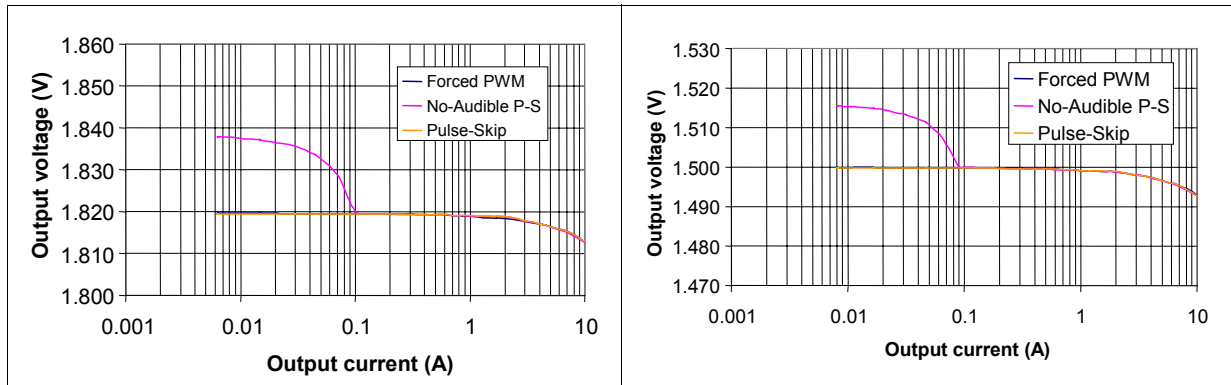 1.860
1.850
1.840
1.830
1.820
1.810
1.800
Output voltage (V)
Forced PWM
No-Audible P-S
Pulse-Skip
0.001 0.01 0.1 1 10
Output current (A)
1.530
1.520
1.510
1.500
1.490
1.480
1.470
Output voltage (V)
Forced PWM
No-Audible P-S
Pulse-Skip
0.001 0.01 0.1 1 10
Output current (A)